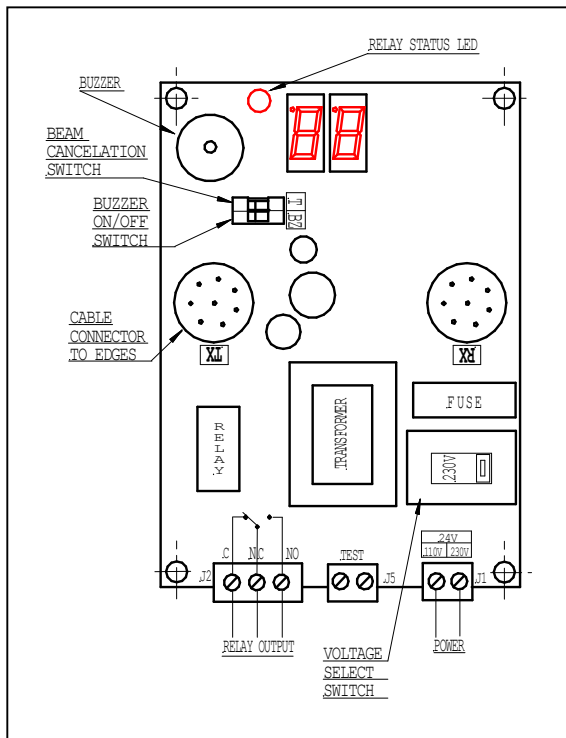 RELAY STATUS LED
BUZZER
BEAM
CANCELATION
SWITCH
BUZZER
ON/OFF
SWITCH
T
BZ
CABLE
CONNECTOR
TO EDGES
TX
RX
RELAY
TRANSFORMER
FUSE
230V
C NC NO
J2
TEST
J5
24V
110V 230V
J1
RELAY OUTPUT
POWER
VOLTAGE
SELECT
SWITCH